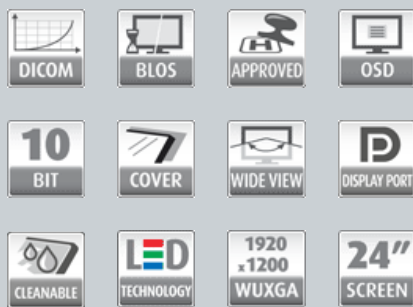 DICOM
BLOS
APPROVED
OSD
10
BIT
COVER
WIDE VIEW
DISPLAY PORT
CLEANABLE
LED
TECHNOLOGY
1920
x1200
WUXGA
24"
SCREEN